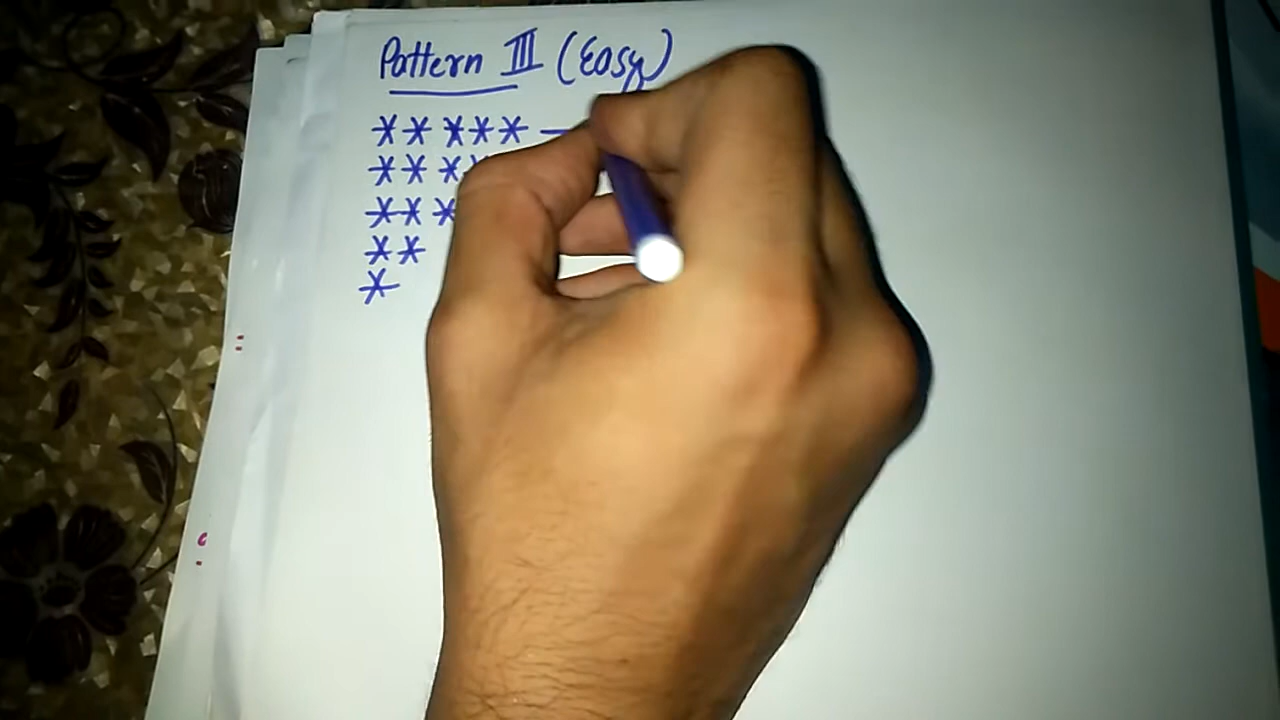 Pattern III (Easy)
* * * * * —
* * * *
* * *
* *
*